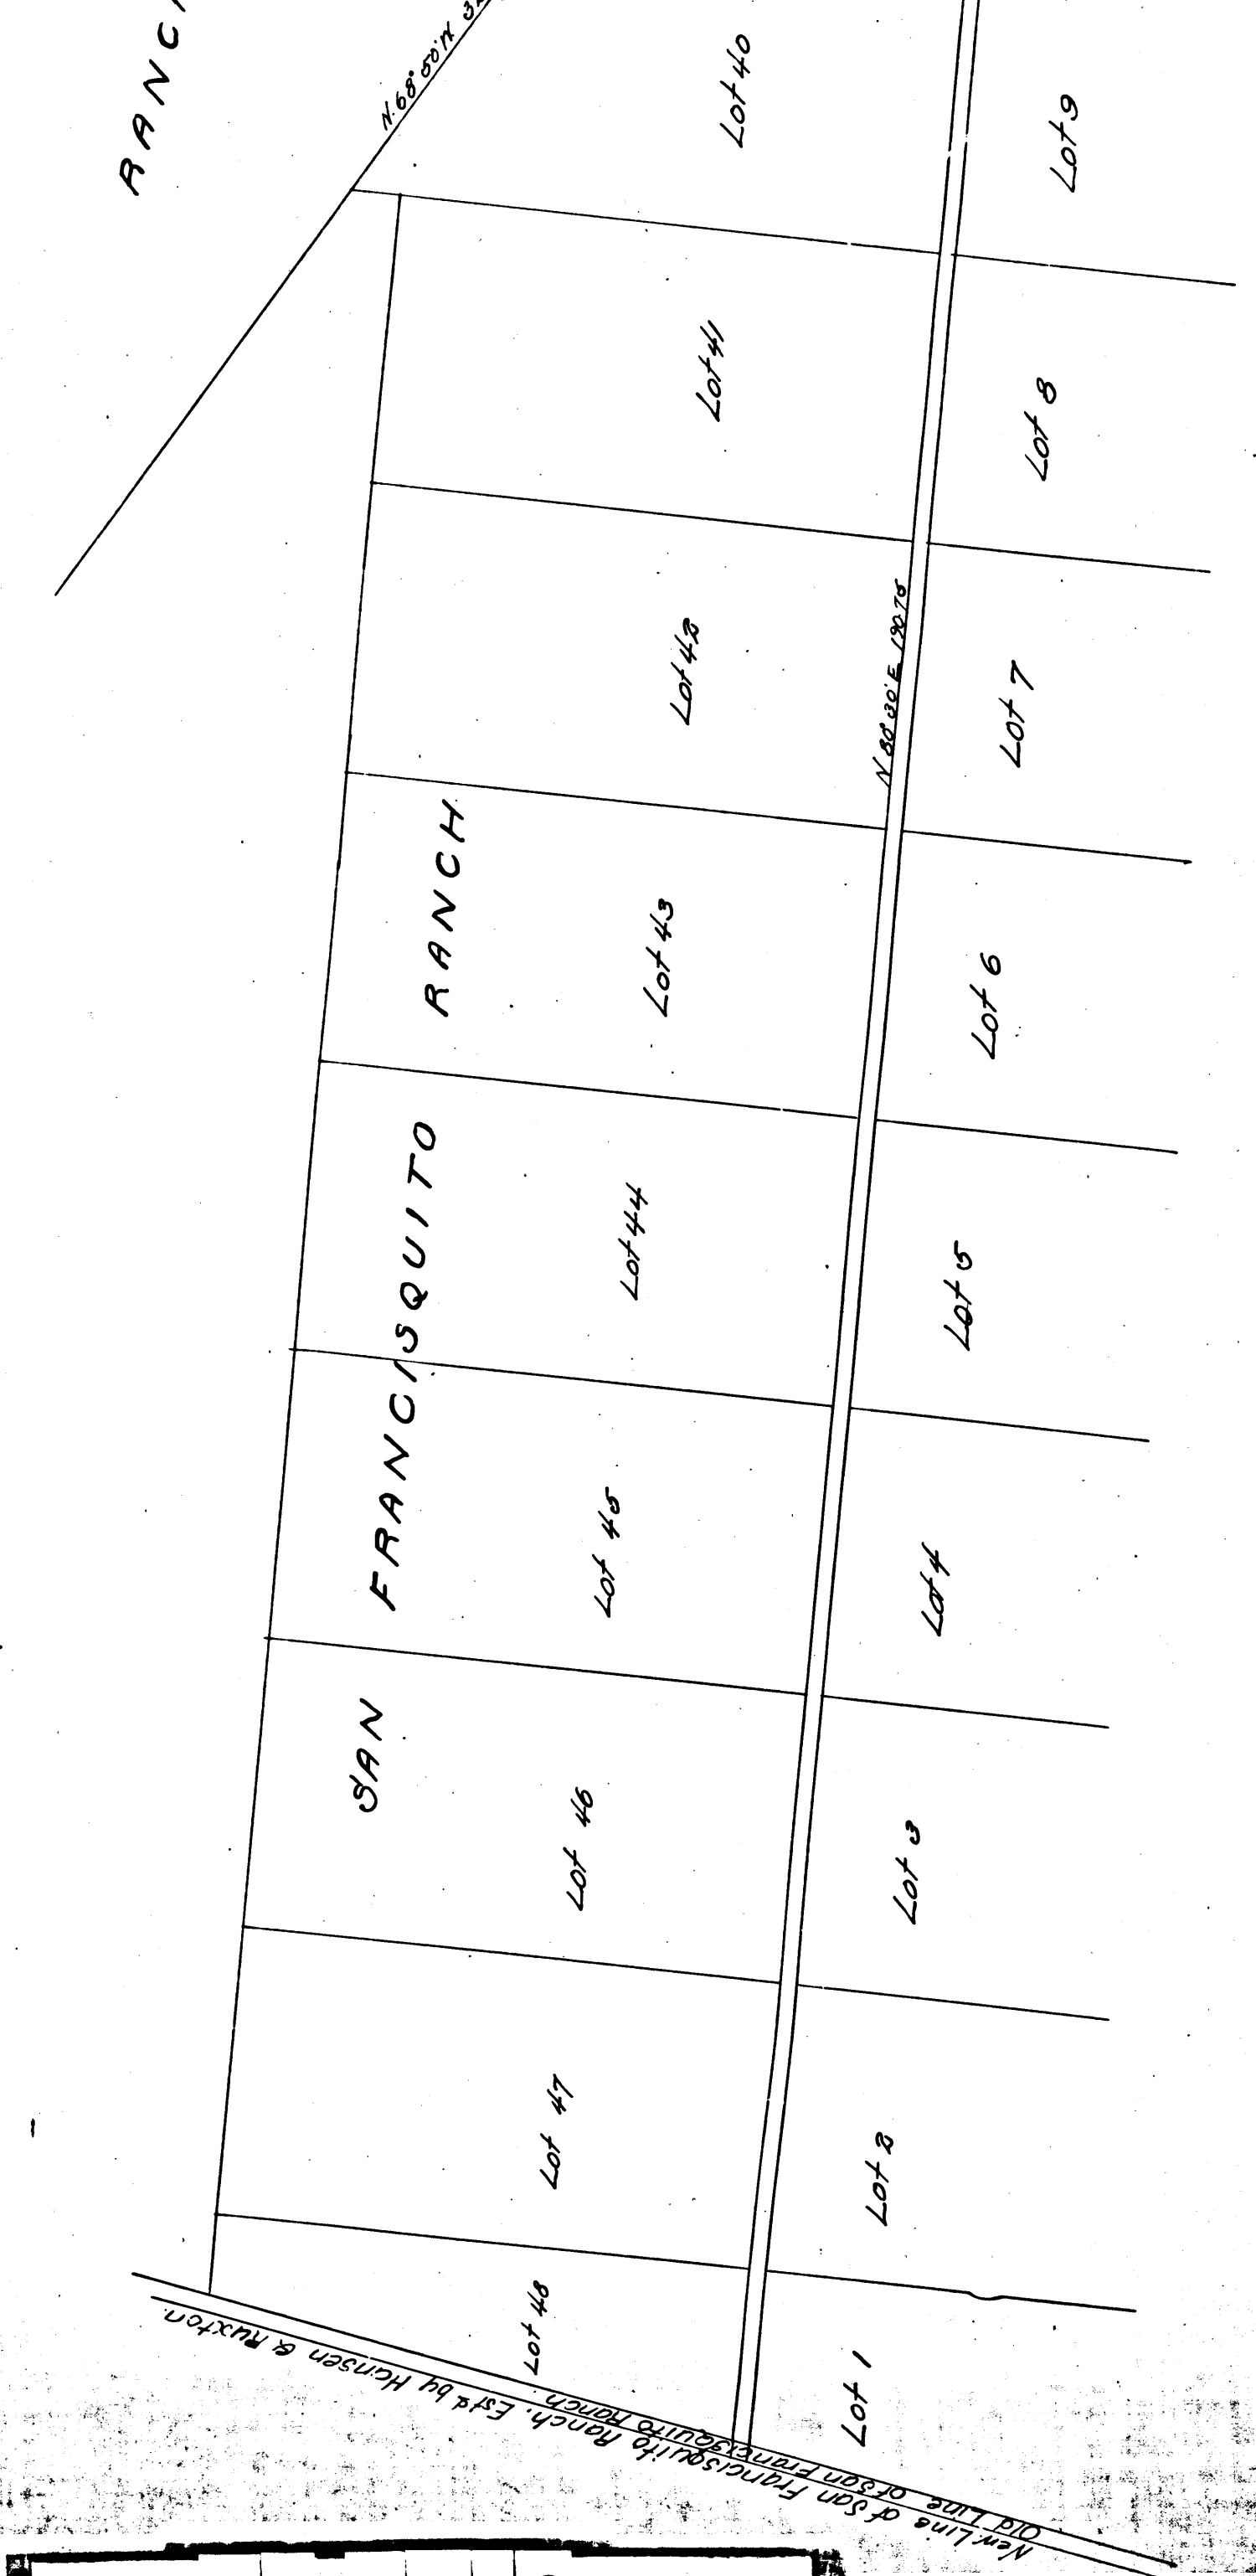 RANC
N. 68° 50' W. 3
Lot 40
Lot 9
Lot 41
Lot 8
Lot 42
Lot 7
N 80° 30' E 190.75
Lot 43
Lot 6
Lot 44
Lot 5
Lot 45
Lot 4
Lot 46
Lot 3
Lot 47
Lot 2
Lot 48
Lot 1
SAN FRANCISQUITO RANCH
New Line of San Francisquito Ranch. Est'd by Hansen & Ruxton.
Old Line of San Francisquito Ranch.